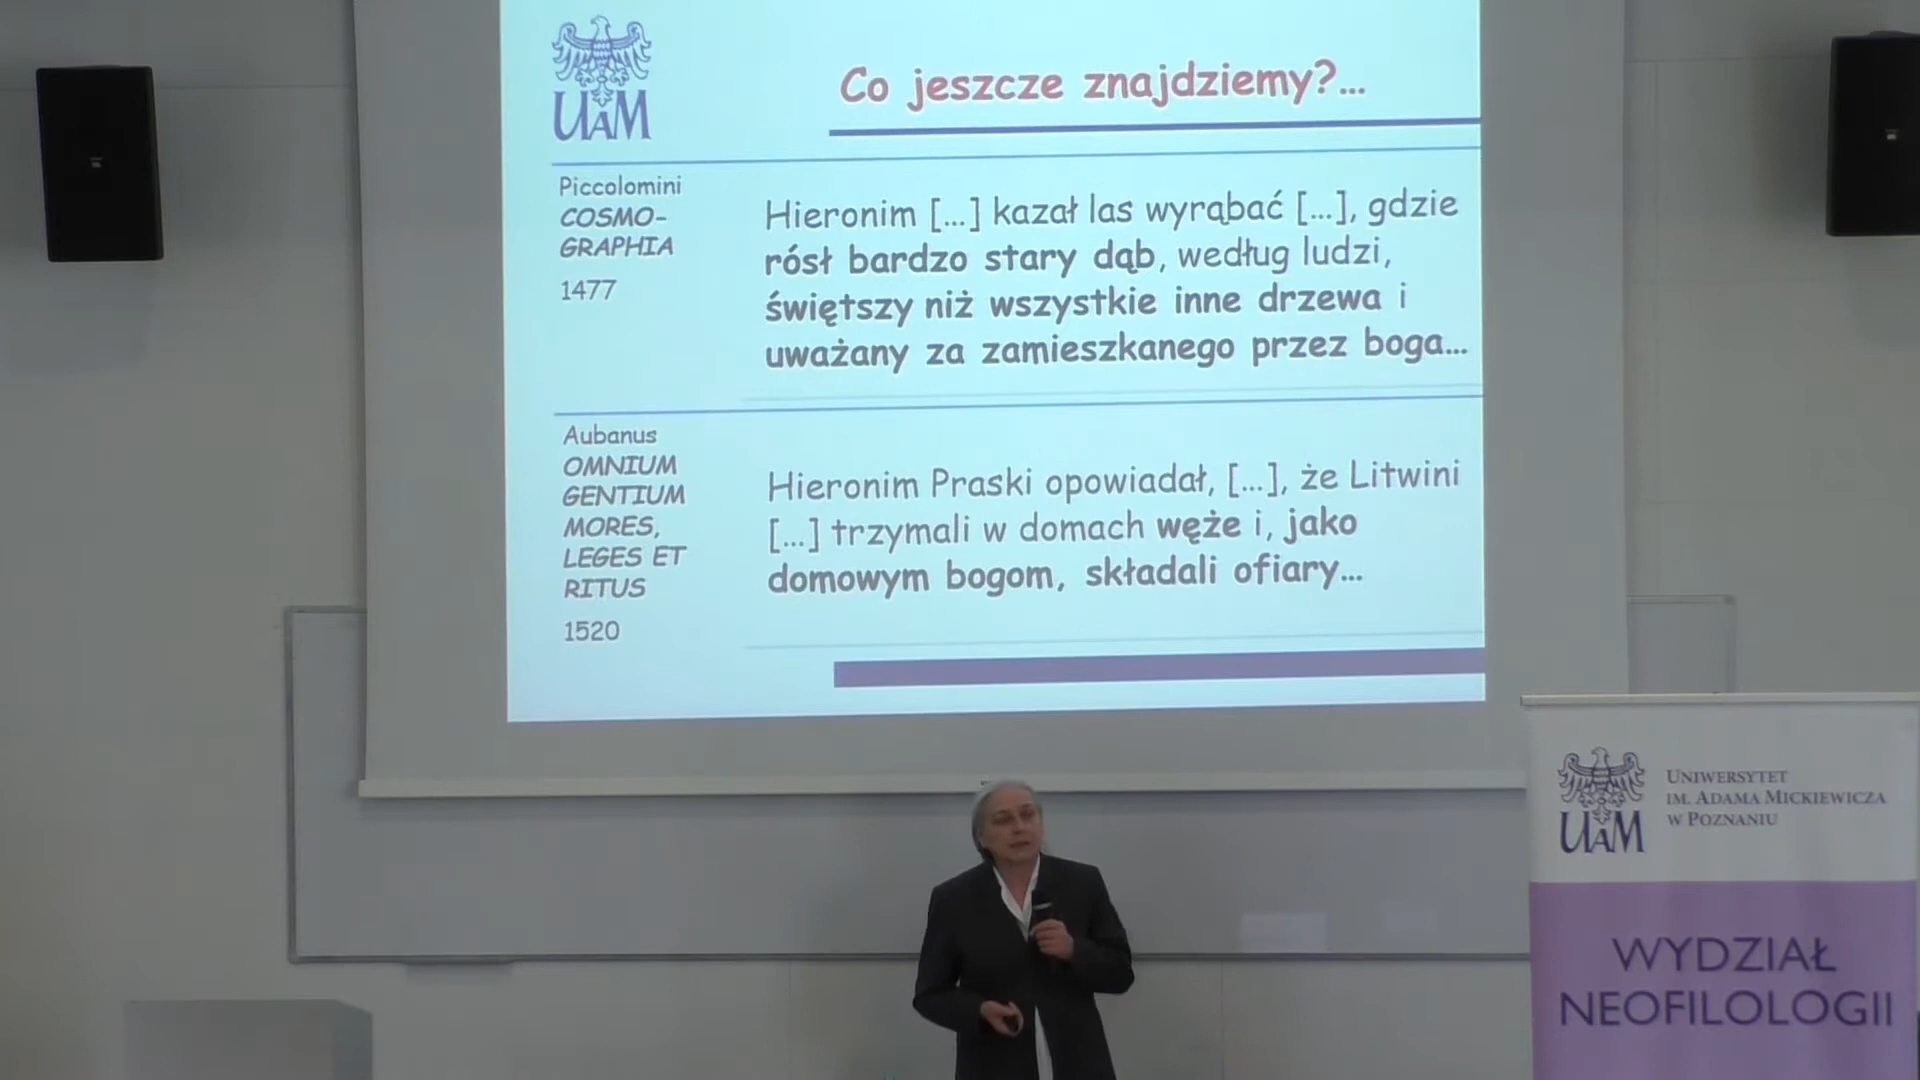 UAM
Co jeszcze znajdziemy?...
Piccolomini
COSMO-
GRAPHIA
1477
Hieronim [...] kazał las wyrąbać [...], gdzie
rósł bardzo stary dąb, według ludzi,
świętszy niż wszystkie inne drzewa i
uważany za zamieszkanego przez boga...
Aubanus
OMNIUM
GENTIUM
MORES,
LEGES ET
RITUS
1520
Hieronim Praski opowiadał, [...], że Litwini
[...] trzymali w domach węże i, jako
domowym bogom, składali ofiary...
UAM
UNIWERSYTET
IM. ADAMA MICKIEWICZA
W POZNANIU
WYDZIAŁ
NEOFILOLOGII